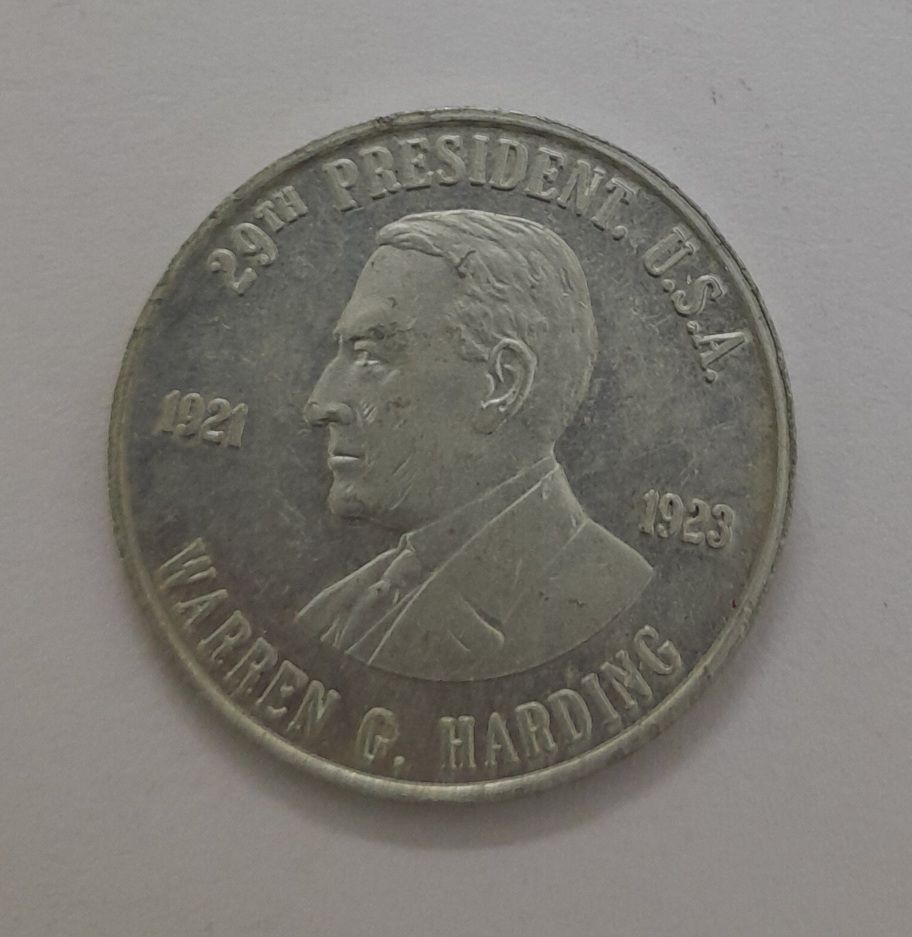 29TH PRESIDENT. U.S.A.
1921
1923
WARREN G. HARDING